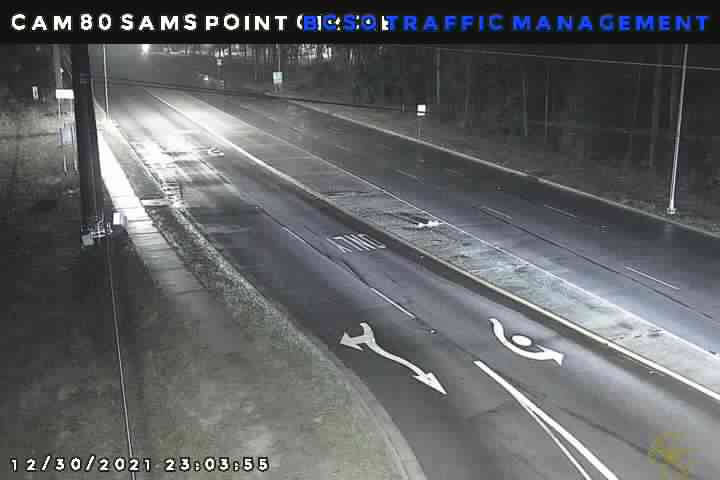 CAM 80 SAMS POINT
BCSO TRAFFIC MANAGEMENT
ONLY
12/30/2021 23:03:55